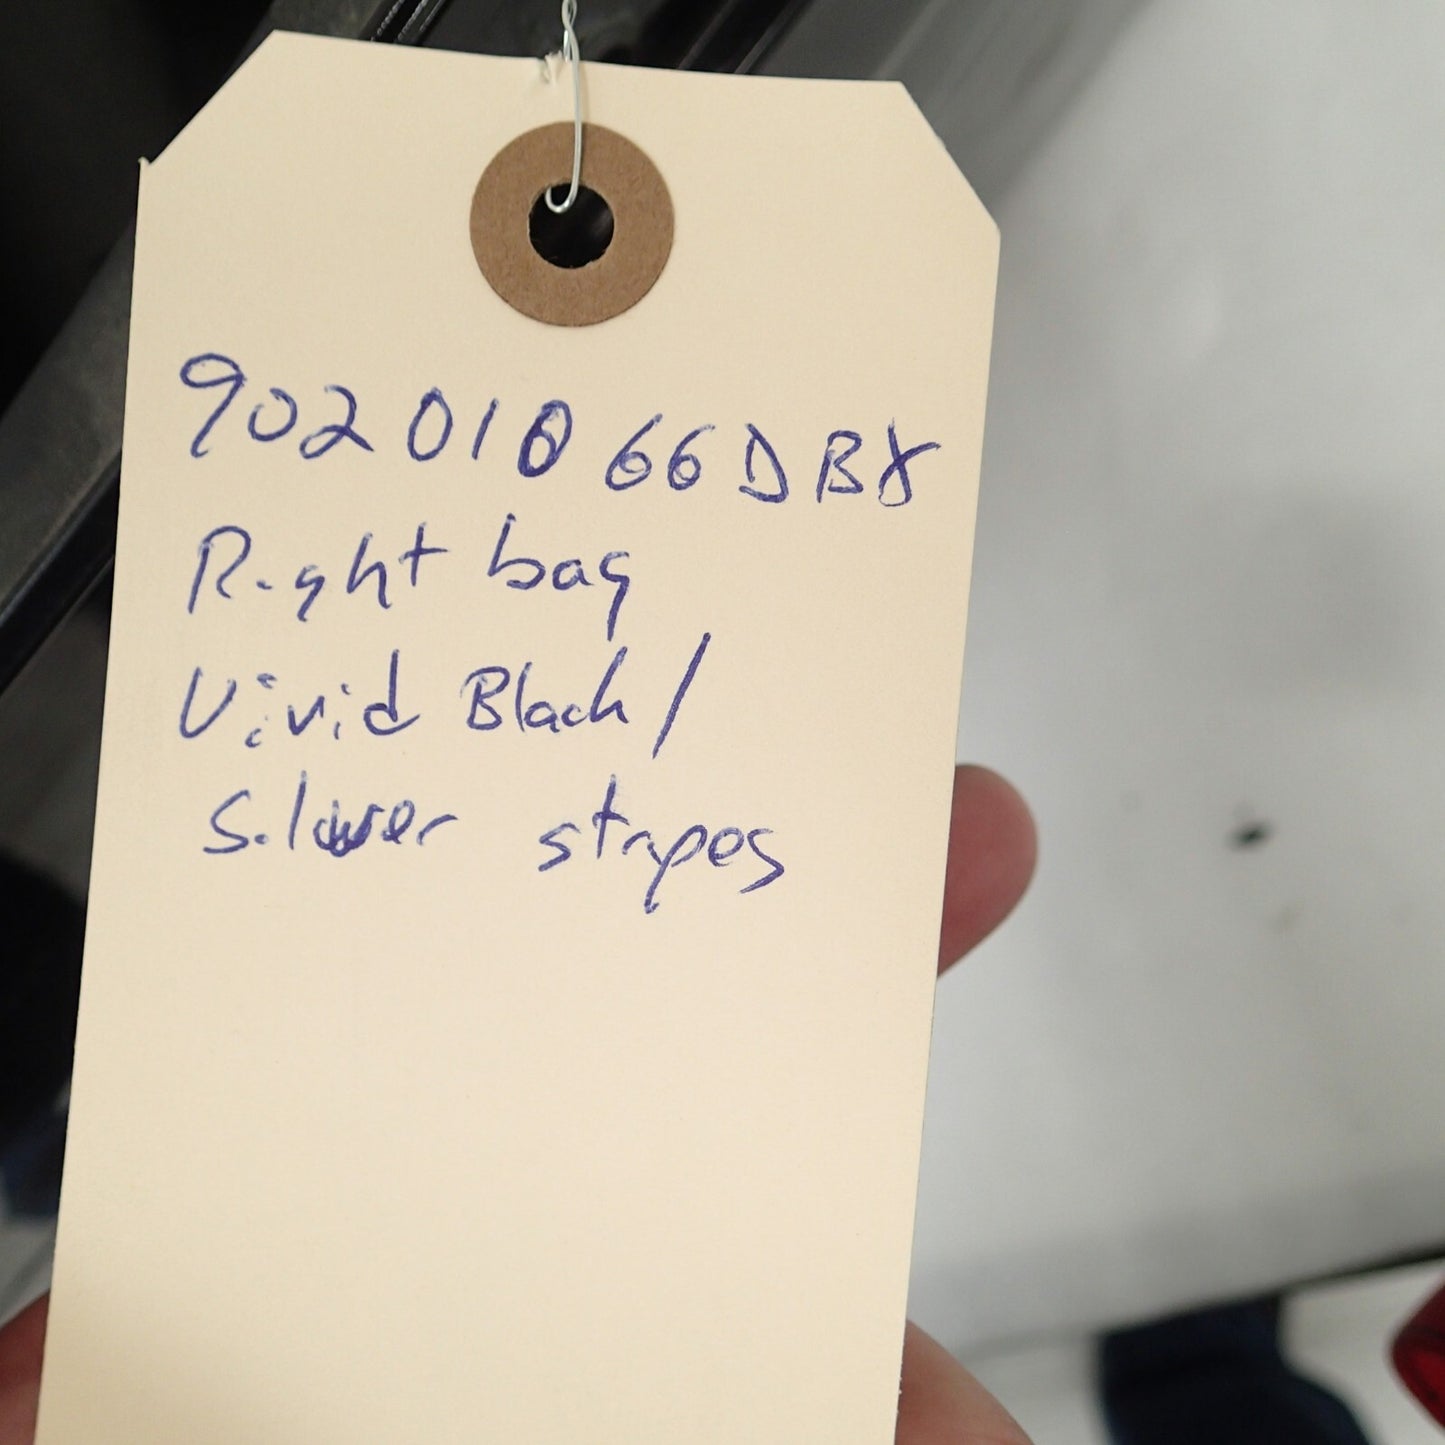 90201066DBX
Right bag
Vivid Black/
Silver stripes